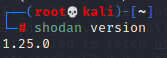 ┌──(root💀kali)-[~]
└─# shodan version
1.25.0